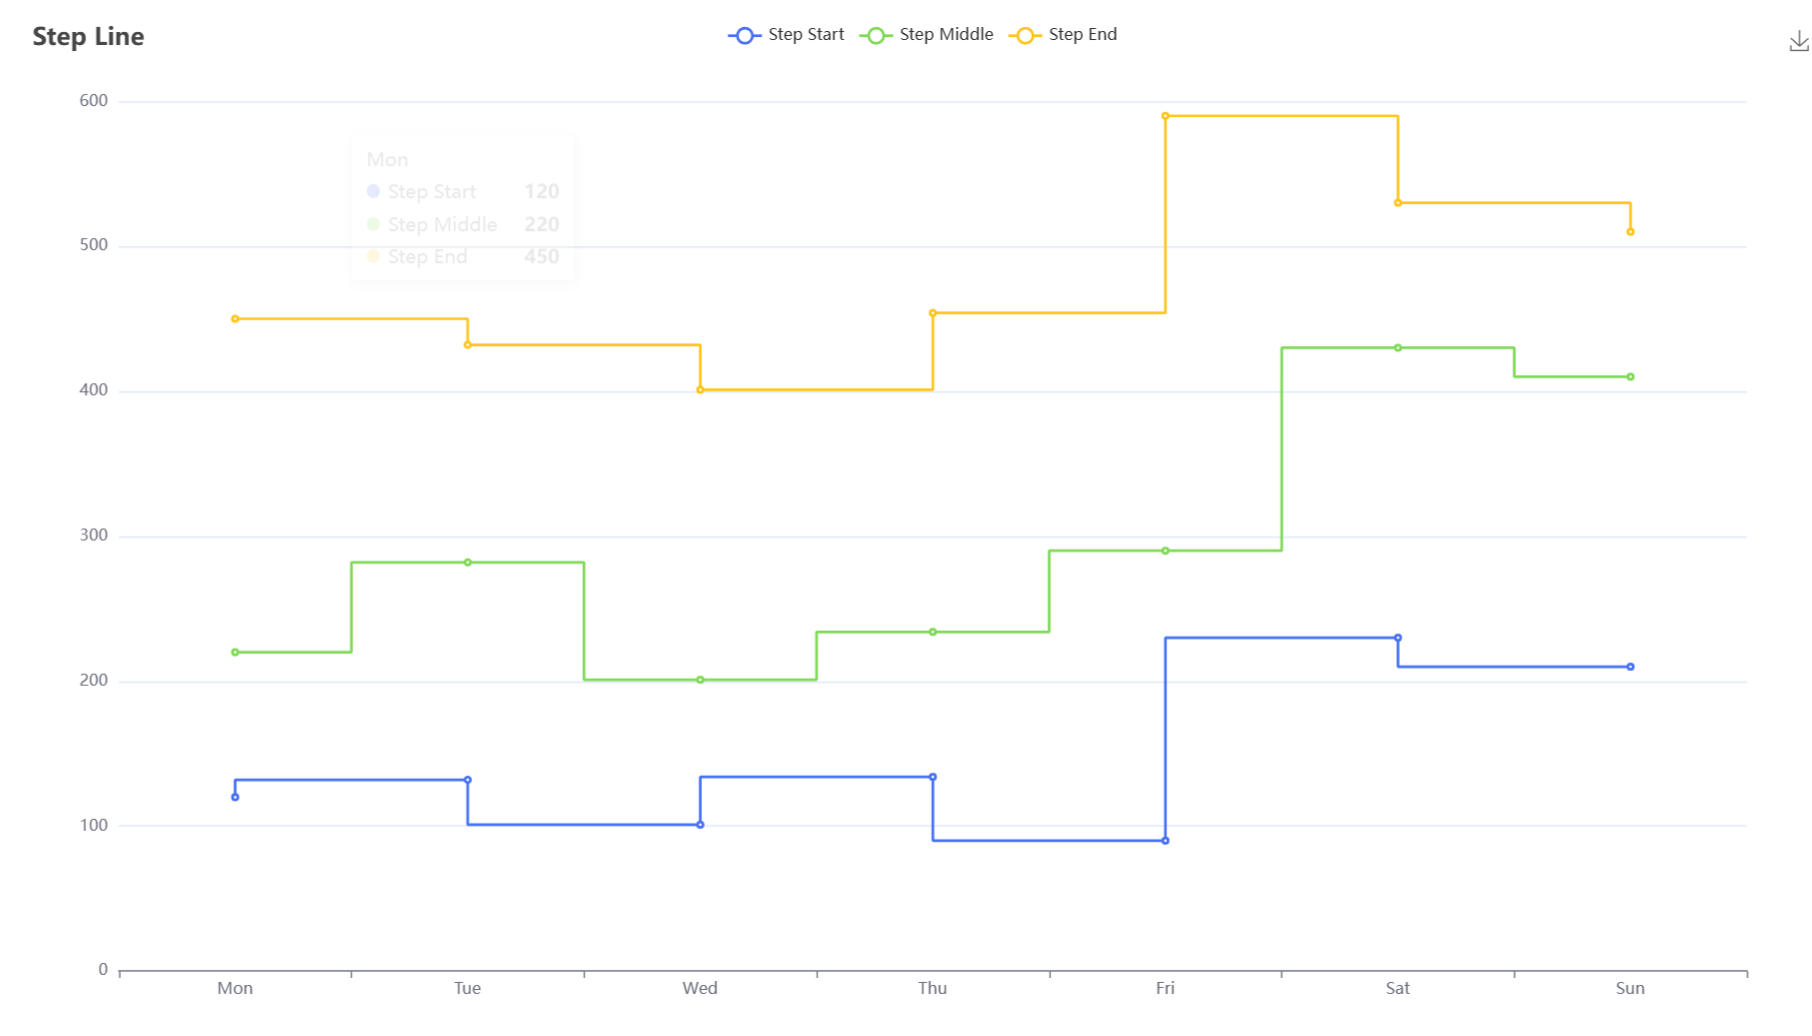 Step Line
Step Start Step Middle Step End
600
Mon
Step Start 120
Step Middle 220
500
Step End 450
400
300
200
100
0
Mon Tue Wed Thu Fri Sat Sun